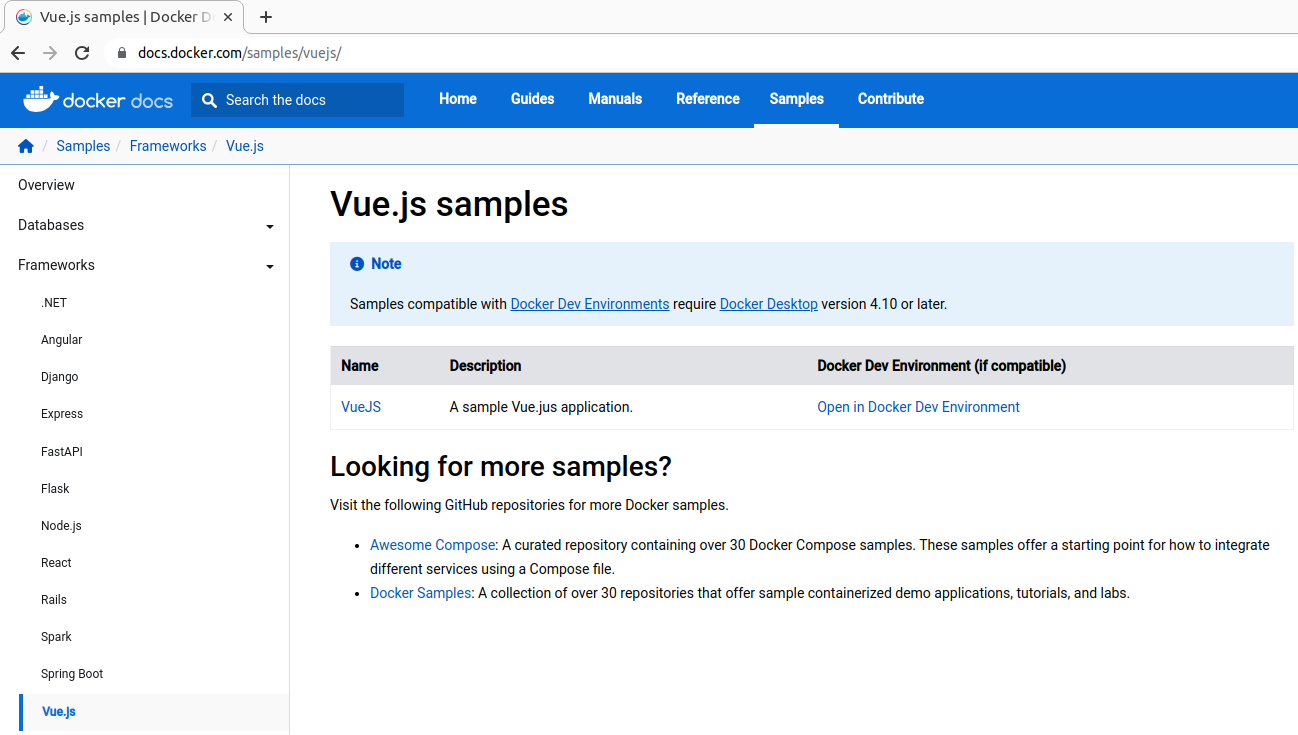 Vue.js samples | Docker D
docs.docker.com/samples/vuejs/
docker docs
Search the docs
Home
Guides
Manuals
Reference
Samples
Contribute
/ Samples / Frameworks / Vue.js
Overview
Databases
Frameworks
.NET
Angular
Django
Express
FastAPI
Flask
Node.js
React
Rails
Spark
Spring Boot
Vue.js
Vue.js samples
Note
Samples compatible with Docker Dev Environments require Docker Desktop version 4.10 or later.
Name Description Docker Dev Environment (if compatible)
VueJS A sample Vue.jus application. Open in Docker Dev Environment
Looking for more samples?
Visit the following GitHub repositories for more Docker samples.
• Awesome Compose: A curated repository containing over 30 Docker Compose samples. These samples offer a starting point for how to integrate
different services using a Compose file.
• Docker Samples: A collection of over 30 repositories that offer sample containerized demo applications, tutorials, and labs.